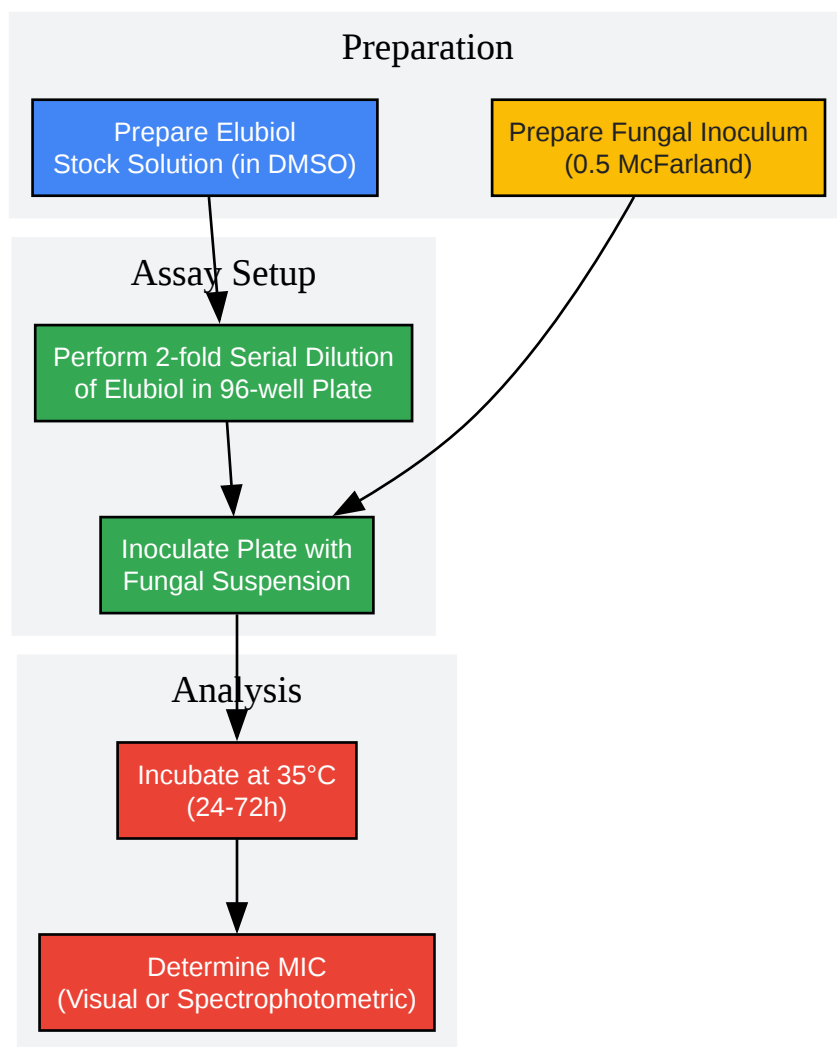 Preparation
Prepare Elubiol
Stock Solution (in DMSO)
Prepare Fungal Inoculum
(0.5 McFarland)
Assay Setup
Perform 2-fold Serial Dilution
of Elubiol in 96-well Plate
Inoculate Plate with
Fungal Suspension
Analysis
Incubate at 35°C
(24-72h)
Determine MIC
(Visual or Spectrophotometric)